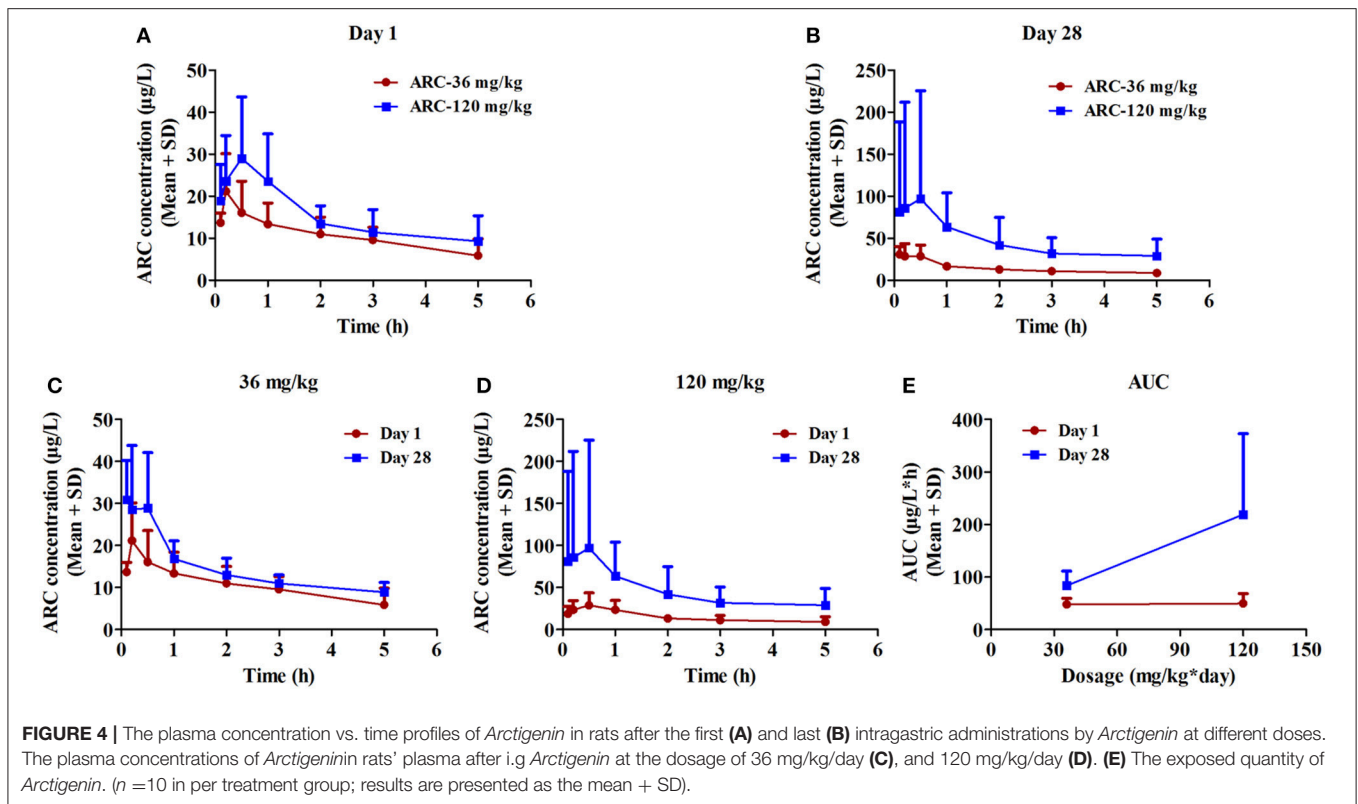 A
Day 1
ARC concentration (µg/L)
(Mean + SD)
50
40
30
20
10
0
ARC-36 mg/kg
ARC-120 mg/kg
0 1 2 3 4 5 6
Time (h)
B
Day 28
ARC concentration (µg/L)
(Mean + SD)
250
200
150
100
50
0
ARC-36 mg/kg
ARC-120 mg/kg
0 1 2 3 4 5 6
Time (h)
C
36 mg/kg
ARC concentration (µg/L)
(Mean + SD)
50
40
30
20
10
0
Day 1
Day 28
0 1 2 3 4 5 6
Time (h)
D
120 mg/kg
ARC concentration (µg/L)
(Mean + SD)
250
200
150
100
50
0
Day 1
Day 28
0 1 2 3 4 5 6
Time (h)
E
AUC
AUC (µg/L*h)
(Mean + SD)
400
300
200
100
0
Day 1
Day 28
0 30 60 90 120 150
Dosage (mg/kg*day)
FIGURE 4 | The plasma concentration vs. time profiles of Arctigenin in rats after the first (A) and last (B) intragastric administrations by Arctigenin at different doses.
The plasma concentrations of Arctigeninin rats' plasma after i.g Arctigenin at the dosage of 36 mg/kg/day (C), and 120 mg/kg/day (D). (E) The exposed quantity of
Arctigenin. (n =10 in per treatment group; results are presented as the mean + SD).